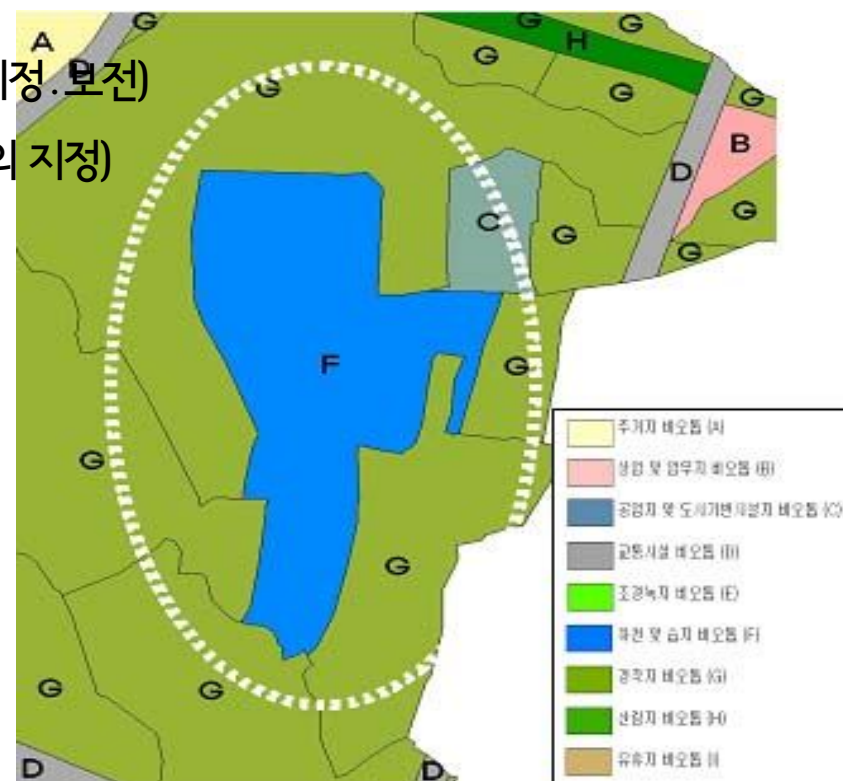 지정.보전)
의 지정)
A
G
G
H
G
G
D
G
G
B
D
C
G
G
G
F
G
G
G
G
G
D
D
주거지 비오톱 (A)
상업 및 업무지 비오톱 (B)
공업지 및 도시기반시설지 비오톱 (C)
교통시설 비오톱 (D)
조경녹지 비오톱 (E)
하천 및 습지 비오톱 (F)
경작지 비오톱 (G)
산림지 비오톱 (H)
유휴지 비오톱 (I)